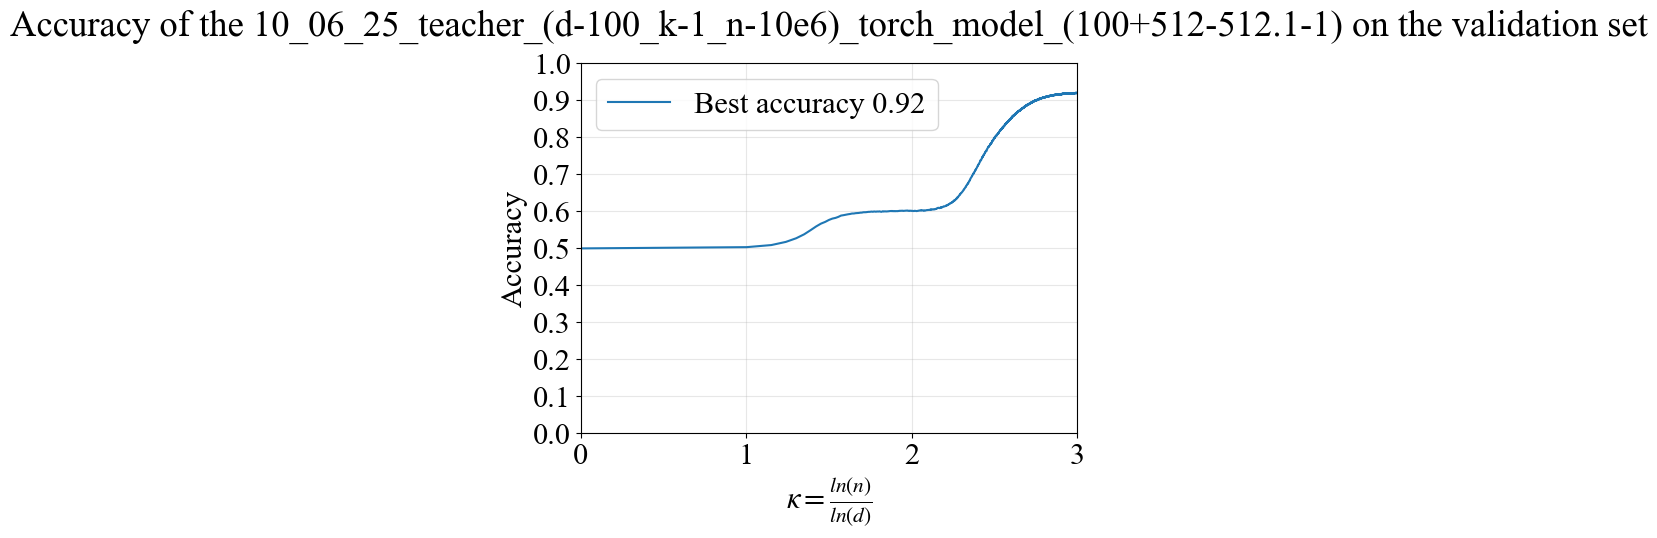 Accuracy of the 10_06_25_teacher_(d-100_k-1_n-10e6)_torch_model_(100+512-512.1-1) on the validation set
1.0
Best accuracy 0.92
0.9
0.8
0.7
0.6
0.5
0.4
0.3
0.2
0.1
0.0
Accuracy
0 1 2 3
κ = ln(n)/ln(d)